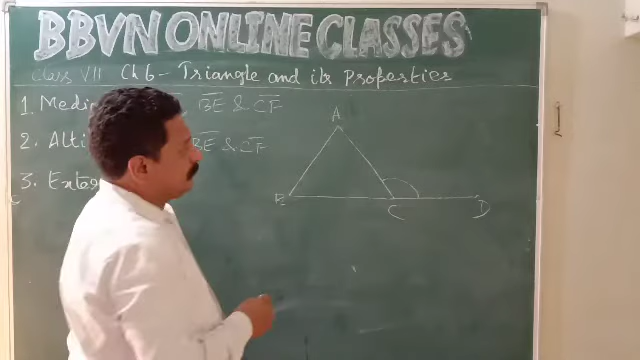 BBVN ONLINE CLASSES
Class VII Ch 6 - Triangle and its Properties
1. Medi BE & CF
2. Alti BE & CF
3. Exter
A
B
C
D